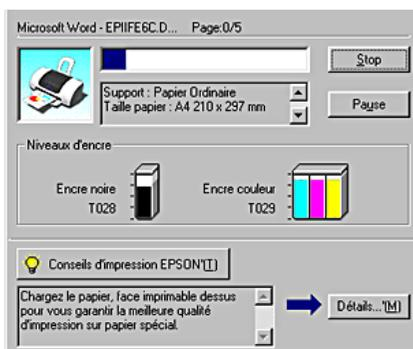 Microsoft Word - EPIIFE6C.D... Page:0/5
Stop
Support : Papier Ordinaire
Taille papier : A4 210 x 297 mm
Pause
Niveaux d'encre
Encre noire
T028
Encre couleur
T029
Conseils d'impression EPSON'(T)
Chargez le papier, face imprimable dessus
pour vous garantir la meilleure qualité
d'impression sur papier spécial.
Détails...'(M)